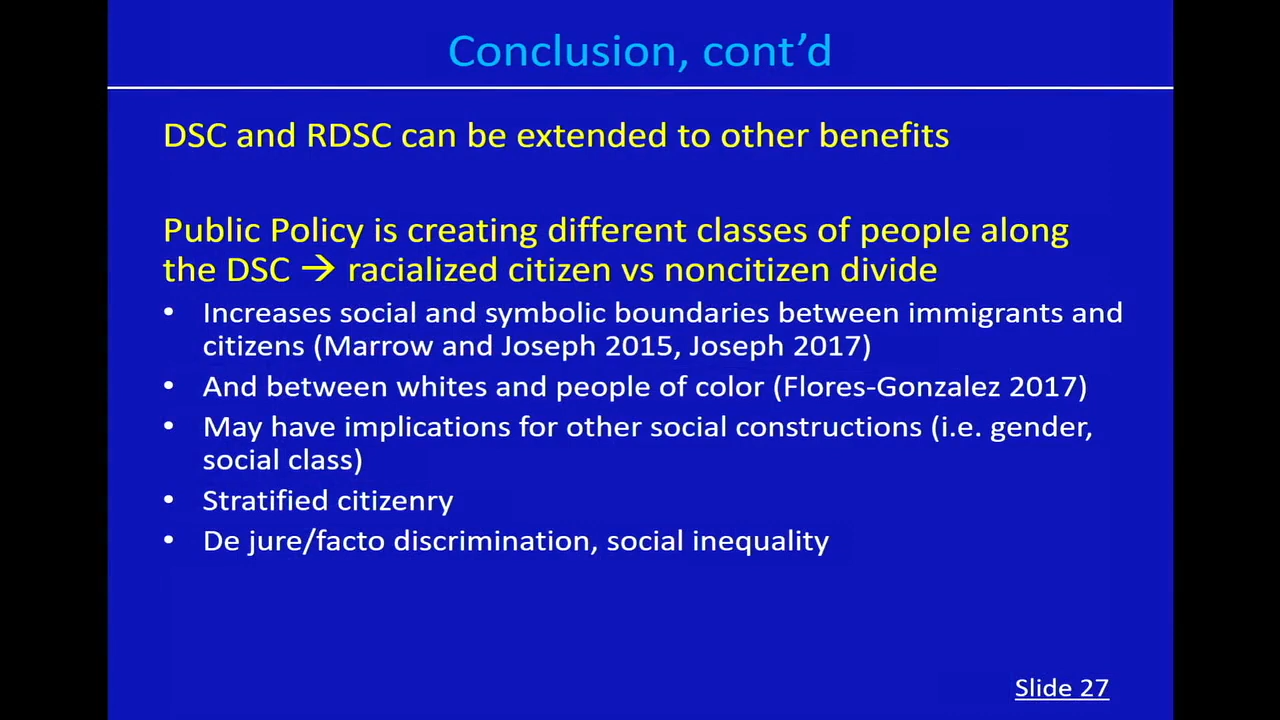 Conclusion, cont’d
DSC and RDSC can be extended to other benefits
Public Policy is creating different classes of people along
the DSC → racialized citizen vs noncitizen divide
• Increases social and symbolic boundaries between immigrants and
citizens (Marrow and Joseph 2015, Joseph 2017)
• And between whites and people of color (Flores-Gonzalez 2017)
• May have implications for other social constructions (i.e. gender,
social class)
• Stratified citizenry
• De jure/facto discrimination, social inequality
Slide 27